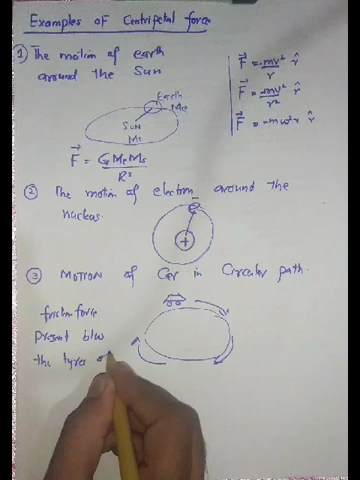 Examples of Centripetal force
① The motion of earth
around the Sun
Earth
Me
SUN
Ms
F = G Me Ms / R²
F = -mv²/r r̂
F = -mv²/r² r̂
F = -mω²r r̂
② The motion of electron around the
nucleus.
e
+
③ MOTION of Car in Circular path.
friction force
Present b/w
the tyres o